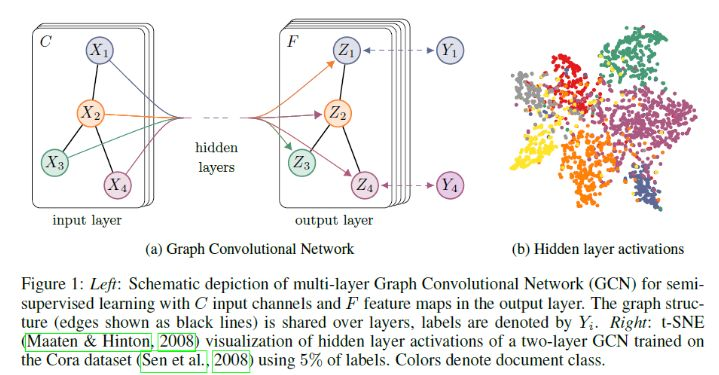 C
X1
X2
X3
X4
input layer
hidden
layers
F
Z1
Z2
Z3
Z4
output layer
Y1
Y4
(a) Graph Convolutional Network
(b) Hidden layer activations
Figure 1: Left: Schematic depiction of multi-layer Graph Convolutional Network (GCN) for semi-
supervised learning with C input channels and F feature maps in the output layer. The graph struc-
ture (edges shown as black lines) is shared over layers, labels are denoted by Yi. Right: t-SNE
(Maaten & Hinton, 2008) visualization of hidden layer activations of a two-layer GCN trained on
the Cora dataset (Sen et al., 2008) using 5% of labels. Colors denote document class.